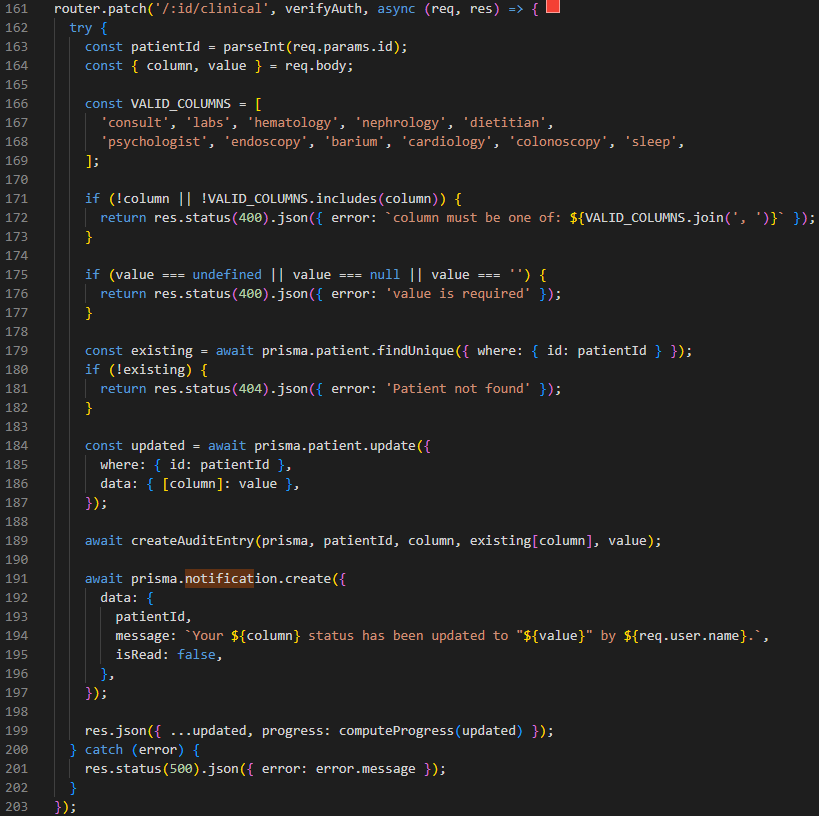 161 router.patch('/:id/clinical', verifyAuth, async (req, res) => {
162   try {
163     const patientId = parseInt(req.params.id);
164     const { column, value } = req.body;
165
166     const VALID_COLUMNS = [
167       'consult', 'labs', 'hematology', 'nephrology', 'dietitian',
168       'psychologist', 'endoscopy', 'barium', 'cardiology', 'colonoscopy', 'sleep',
169     ];
170
171     if (!column || !VALID_COLUMNS.includes(column)) {
172       return res.status(400).json({ error: `column must be one of: ${VALID_COLUMNS.join(', ')}` });
173     }
174
175     if (value === undefined || value === null || value === '') {
176       return res.status(400).json({ error: 'value is required' });
177     }
178
179     const existing = await prisma.patient.findUnique({ where: { id: patientId } });
180     if (!existing) {
181       return res.status(404).json({ error: 'Patient not found' });
182     }
183
184     const updated = await prisma.patient.update({
185       where: { id: patientId },
186       data: { [column]: value },
187     });
188
189     await createAuditEntry(prisma, patientId, column, existing[column], value);
190
191     await prisma.notification.create({
192       data: {
193         patientId,
194         message: `Your ${column} status has been updated to "${value}" by ${req.user.name}.`,
195         isRead: false,
196       },
197     });
198
199     res.json({ ...updated, progress: computeProgress(updated) });
200   } catch (error) {
201     res.status(500).json({ error: error.message });
202   }
203 });